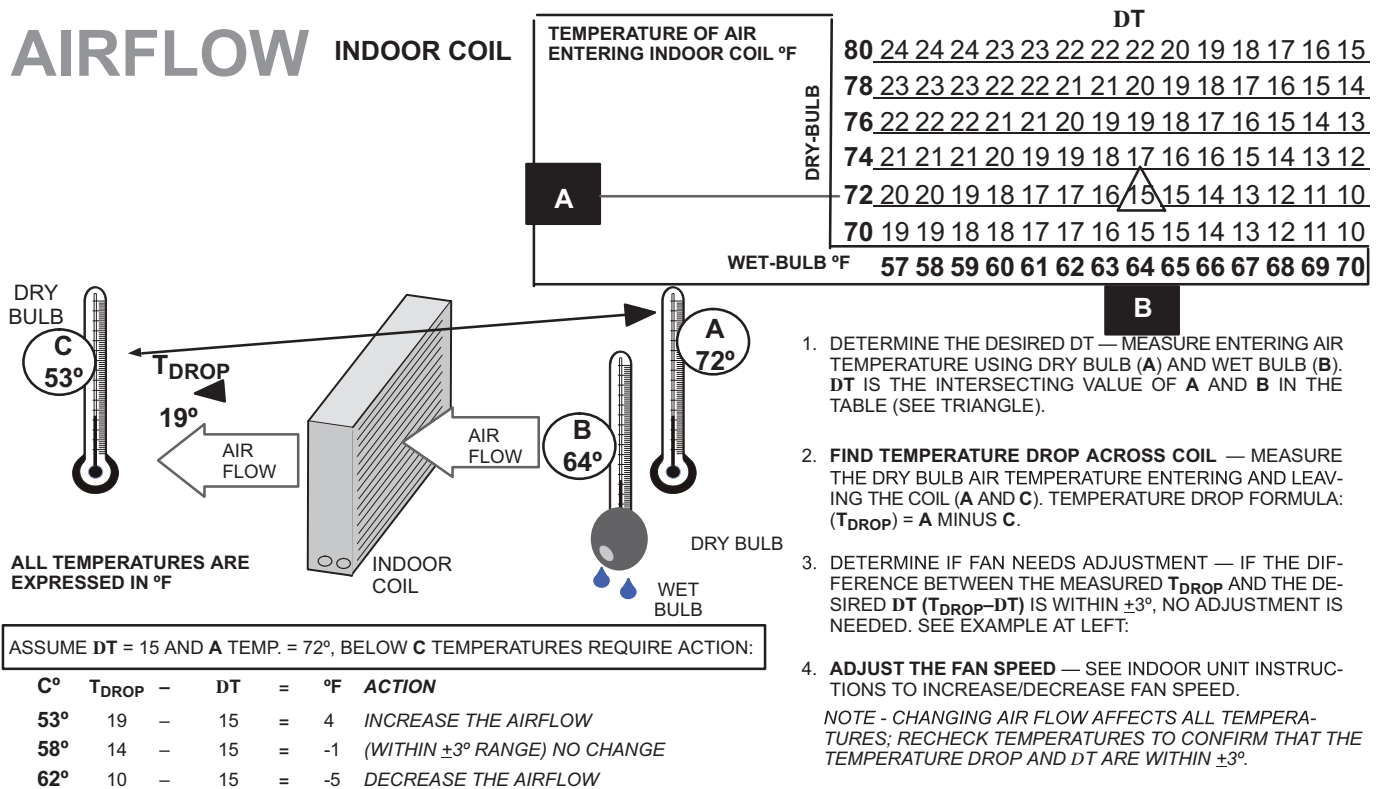 AIRFLOW INDOOR COIL
TEMPERATURE OF AIR
ENTERING INDOOR COIL ºF
DRY-BULB
DT
80 24 24 24 23 23 22 22 22 20 19 18 17 16 15
78 23 23 23 22 22 21 21 20 19 18 17 16 15 14
76 22 22 22 21 21 20 19 19 18 17 16 15 14 13
74 21 21 21 20 19 19 18 17 16 16 15 14 13 12
A
72 20 20 19 18 17 17 16 15 15 14 13 12 11 10
70 19 19 18 18 17 17 16 15 15 14 13 12 11 10
WET-BULB ºF 57 58 59 60 61 62 63 64 65 66 67 68 69 70
B
DRY
BULB
C
53º
TDROP
19º
AIR
FLOW
AIR
FLOW
A
72º
B
64º
DRY BULB
WET
BULB
INDOOR
COIL
ALL TEMPERATURES ARE
EXPRESSED IN ºF
ASSUME DT = 15 AND A TEMP. = 72º, BELOW C TEMPERATURES REQUIRE ACTION:
Cº TDROP – DT = ºF ACTION
53º 19 – 15 = 4 INCREASE THE AIRFLOW
58º 14 – 15 = -1 (WITHIN +3º RANGE) NO CHANGE
62º 10 – 15 = -5 DECREASE THE AIRFLOW
1. DETERMINE THE DESIRED DT — MEASURE ENTERING AIR
TEMPERATURE USING DRY BULB (A) AND WET BULB (B).
DT IS THE INTERSECTING VALUE OF A AND B IN THE
TABLE (SEE TRIANGLE).
2. FIND TEMPERATURE DROP ACROSS COIL — MEASURE
THE DRY BULB AIR TEMPERATURE ENTERING AND LEAV-
ING THE COIL (A AND C). TEMPERATURE DROP FORMULA:
(TDROP) = A MINUS C.
3. DETERMINE IF FAN NEEDS ADJUSTMENT — IF THE DIF-
FERENCE BETWEEN THE MEASURED TDROP AND THE DE-
SIRED DT (TDROP–DT) IS WITHIN +3º, NO ADJUSTMENT IS
NEEDED. SEE EXAMPLE AT LEFT:
4. ADJUST THE FAN SPEED — SEE INDOOR UNIT INSTRUC-
TIONS TO INCREASE/DECREASE FAN SPEED.
NOTE - CHANGING AIR FLOW AFFECTS ALL TEMPERA-
TURES; RECHECK TEMPERATURES TO CONFIRM THAT THE
TEMPERATURE DROP AND DT ARE WITHIN +3º.